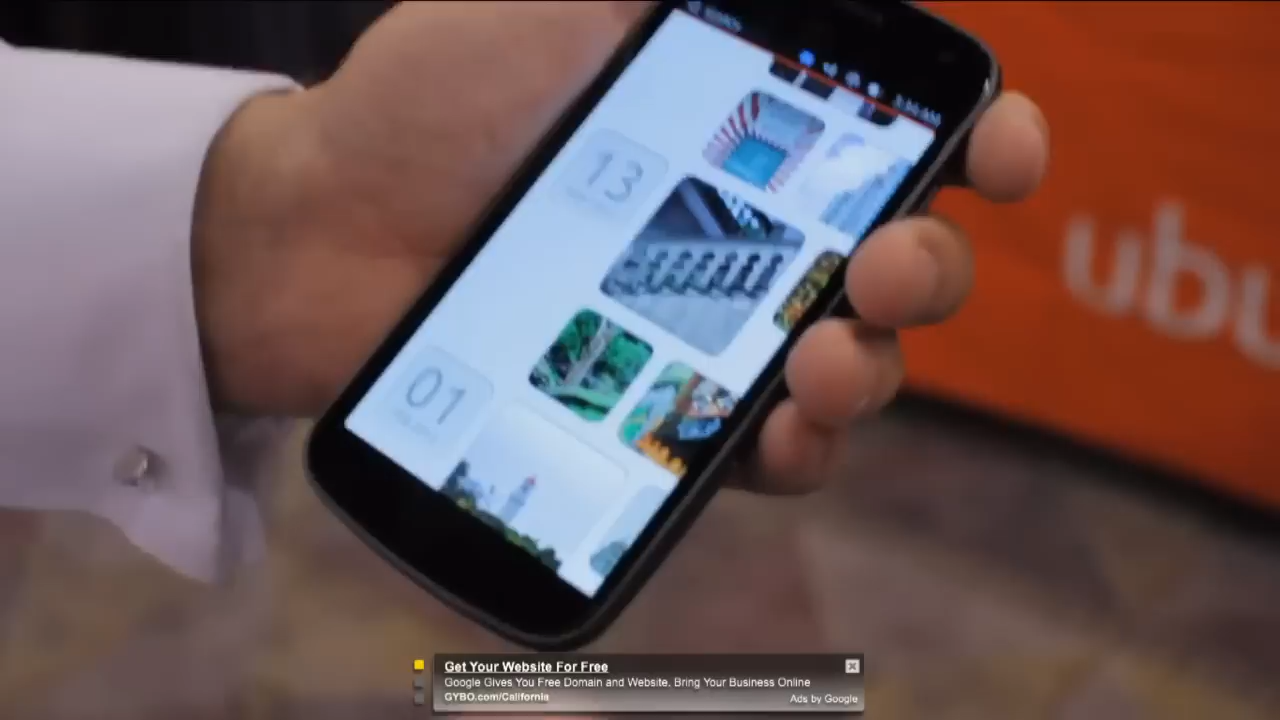 13
01
ubu
Get Your Website For Free
Google Gives You Free Domain and Website, Bring Your Business Online
GYBO.com/California
Ads by Google